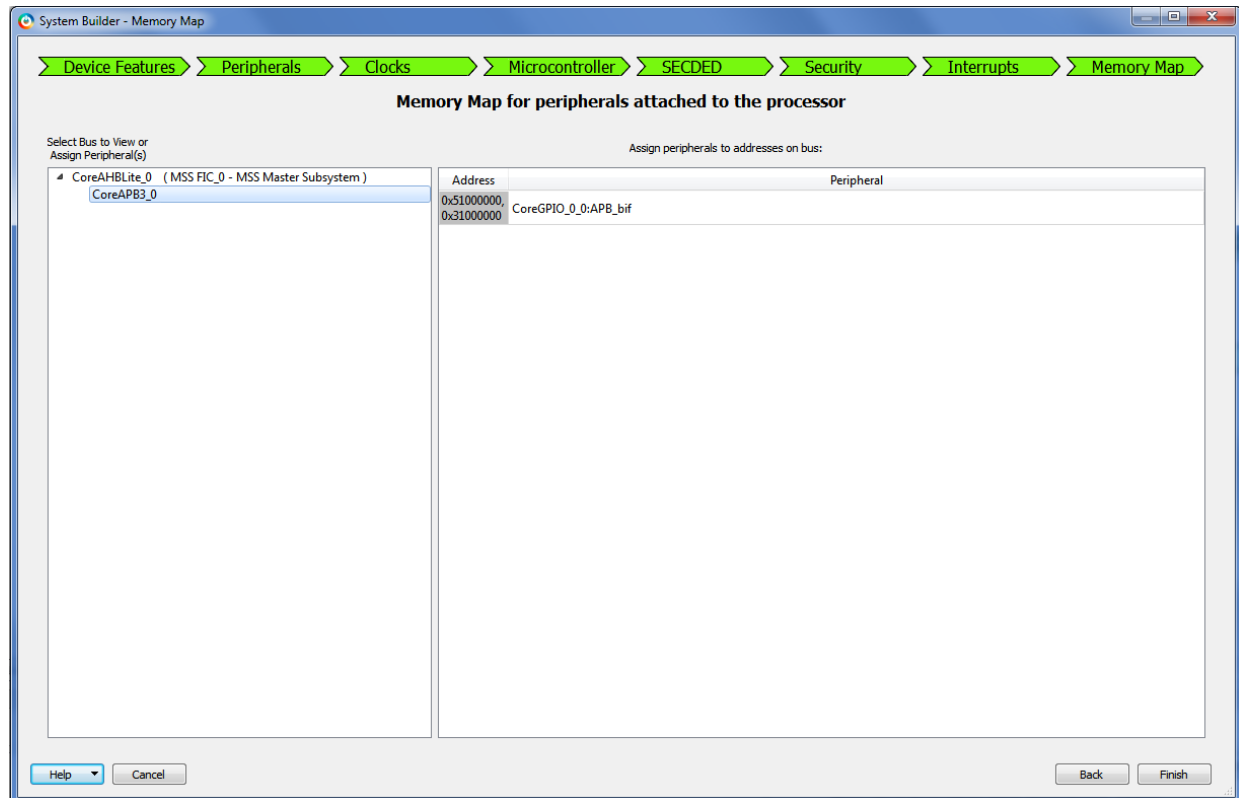 System Builder - Memory Map
Device Features Peripherals Clocks Microcontroller SECDED Security Interrupts Memory Map
Memory Map for peripherals attached to the processor
Select Bus to View or
Assign Peripheral(s)
Assign peripherals to addresses on bus:
CoreAHBLite_0 ( MSS FIC_0 - MSS Master Subsystem )
CoreAPB3_0
Address Peripheral
0x51000000,
0x31000000
CoreGPIO_0_0:APB_bif
Help Cancel Back Finish